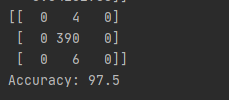 [[  0   4   0]
 [  0 390   0]
 [  0   6   0]]
Accuracy: 97.5